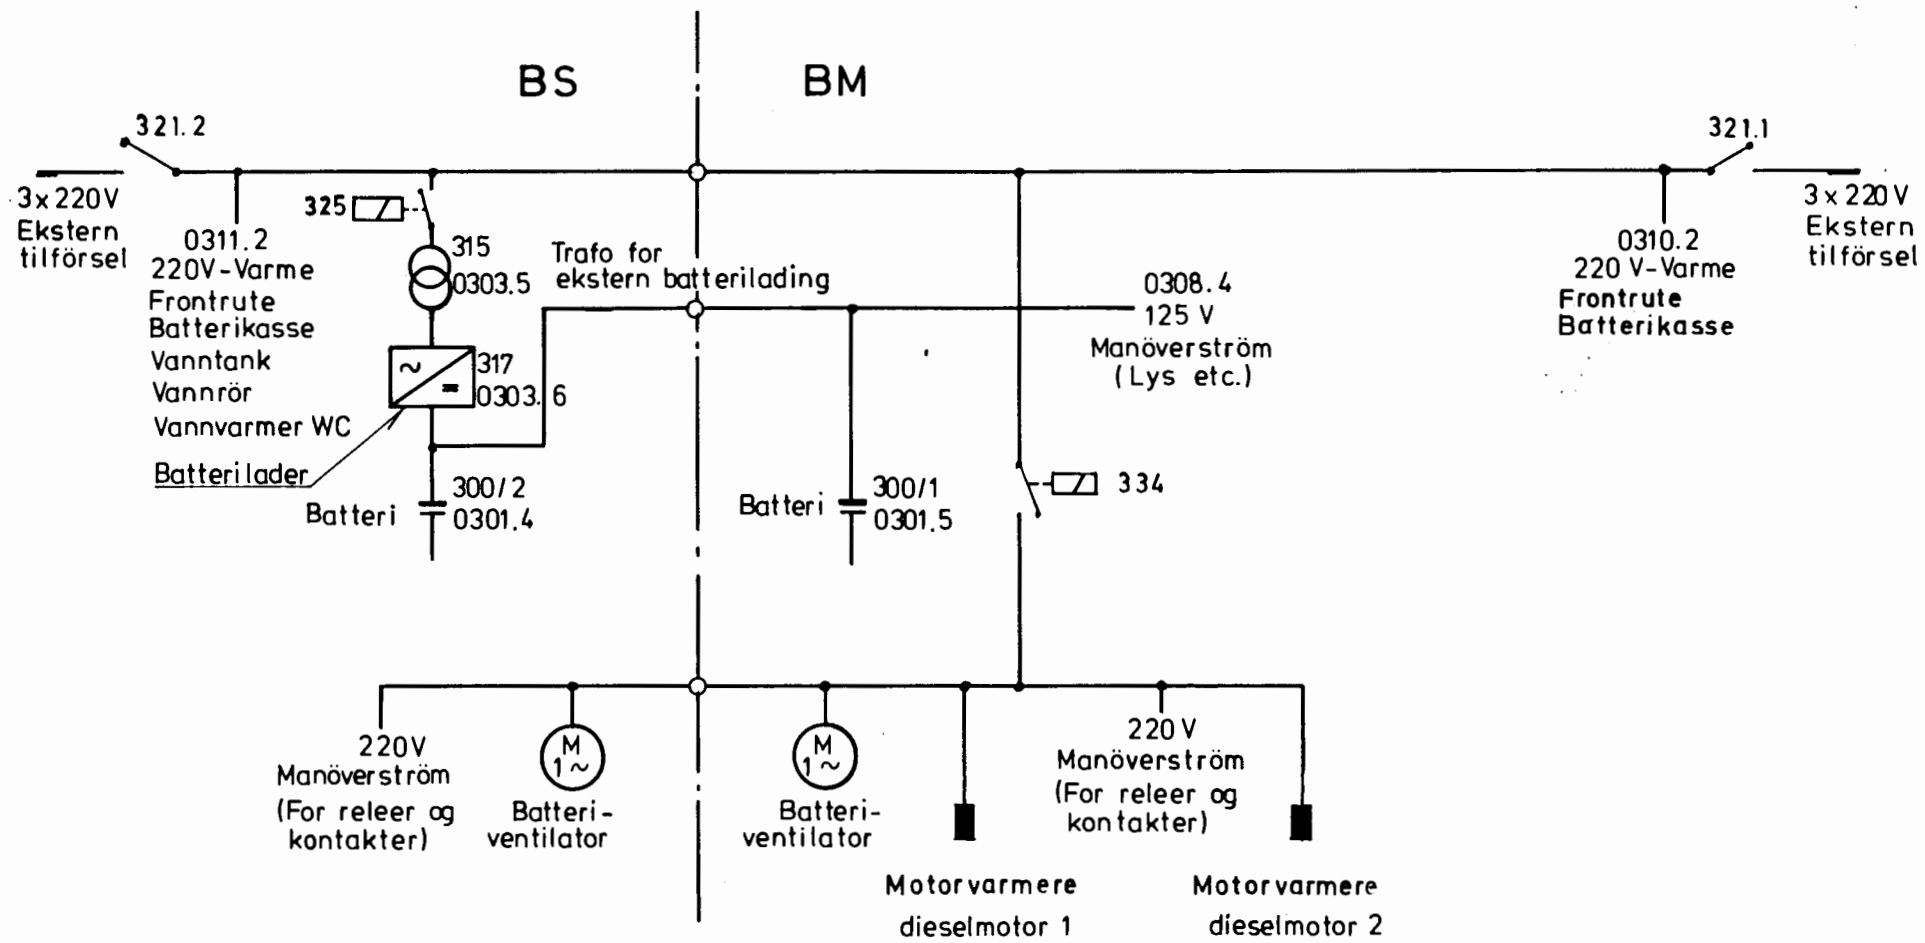 BS
BM
321.2
3x220V
Ekstern
tilförsel
0311.2
220V-Varme
Frontrute
Batterikasse
Vanntank
Vannrör
Vannvarmer WC
Batterilader
325
315
0303.5
Trafo for
ekstern batterilading
317
0303.6
~
=
Batteri
300/2
0301.4
Batteri
300/1
0301.5
0308.4
125 V
Manöverström
(Lys etc.)
334
321.1
3x220V
Ekstern
tilförsel
0310.2
220 V-Varme
Frontrute
Batterikasse
220V
Manöverström
(For releer og
kontakter)
M
1~
Batteri-
ventilator
M
1~
Batteri-
ventilator
Motorvarmere
dieselmotor 1
220V
Manöverström
(For releer og
kontakter)
Motorvarmere
dieselmotor 2